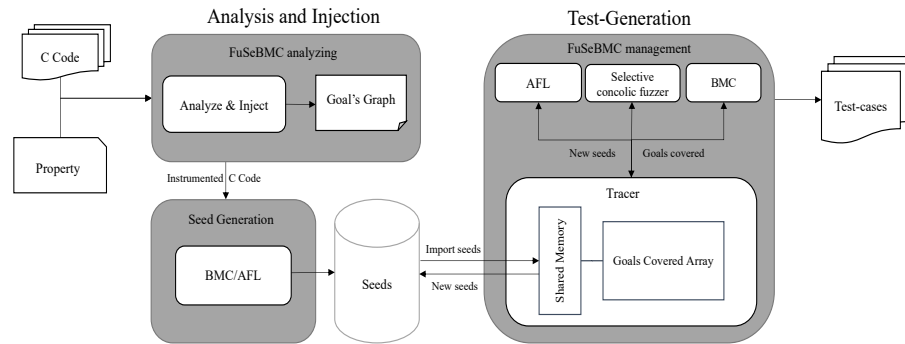 Analysis and Injection
Test-Generation
C Code
Property
FuSeBMC analyzing
Analyze & Inject
Goal's Graph
Instrumented C Code
Seed Generation
BMC/AFL
Seeds
Import seeds
New seeds
FuSeBMC management
AFL
Selective
concolic fuzzer
BMC
New seeds
Goals covered
Tracer
Shared Memory
Goals Covered Array
Test-cases